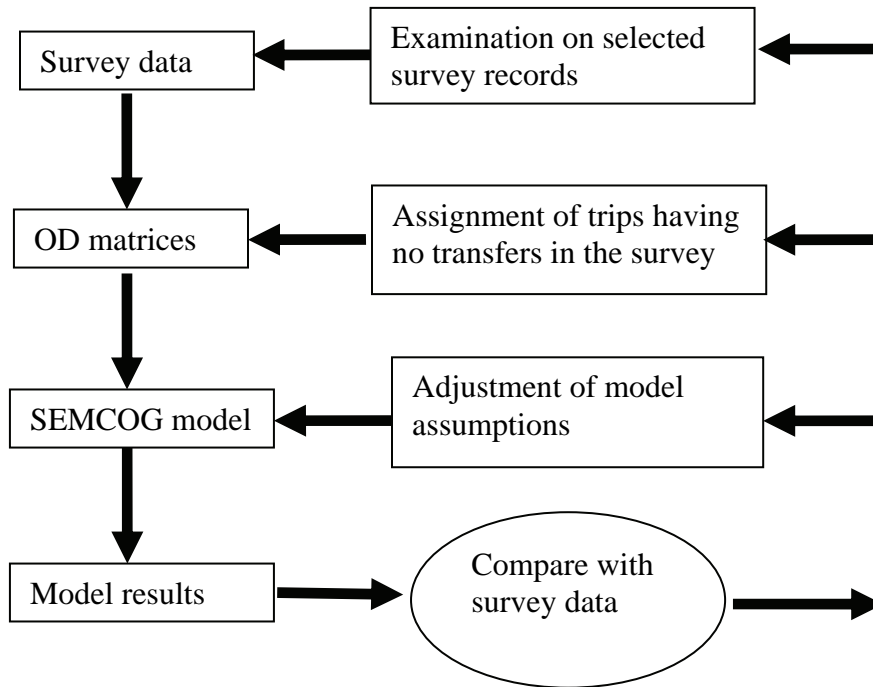 Survey data
Examination on selected
survey records
OD matrices
Assignment of trips having
no transfers in the survey
SEMCOG model
Adjustment of model
assumptions
Model results
Compare with
survey data